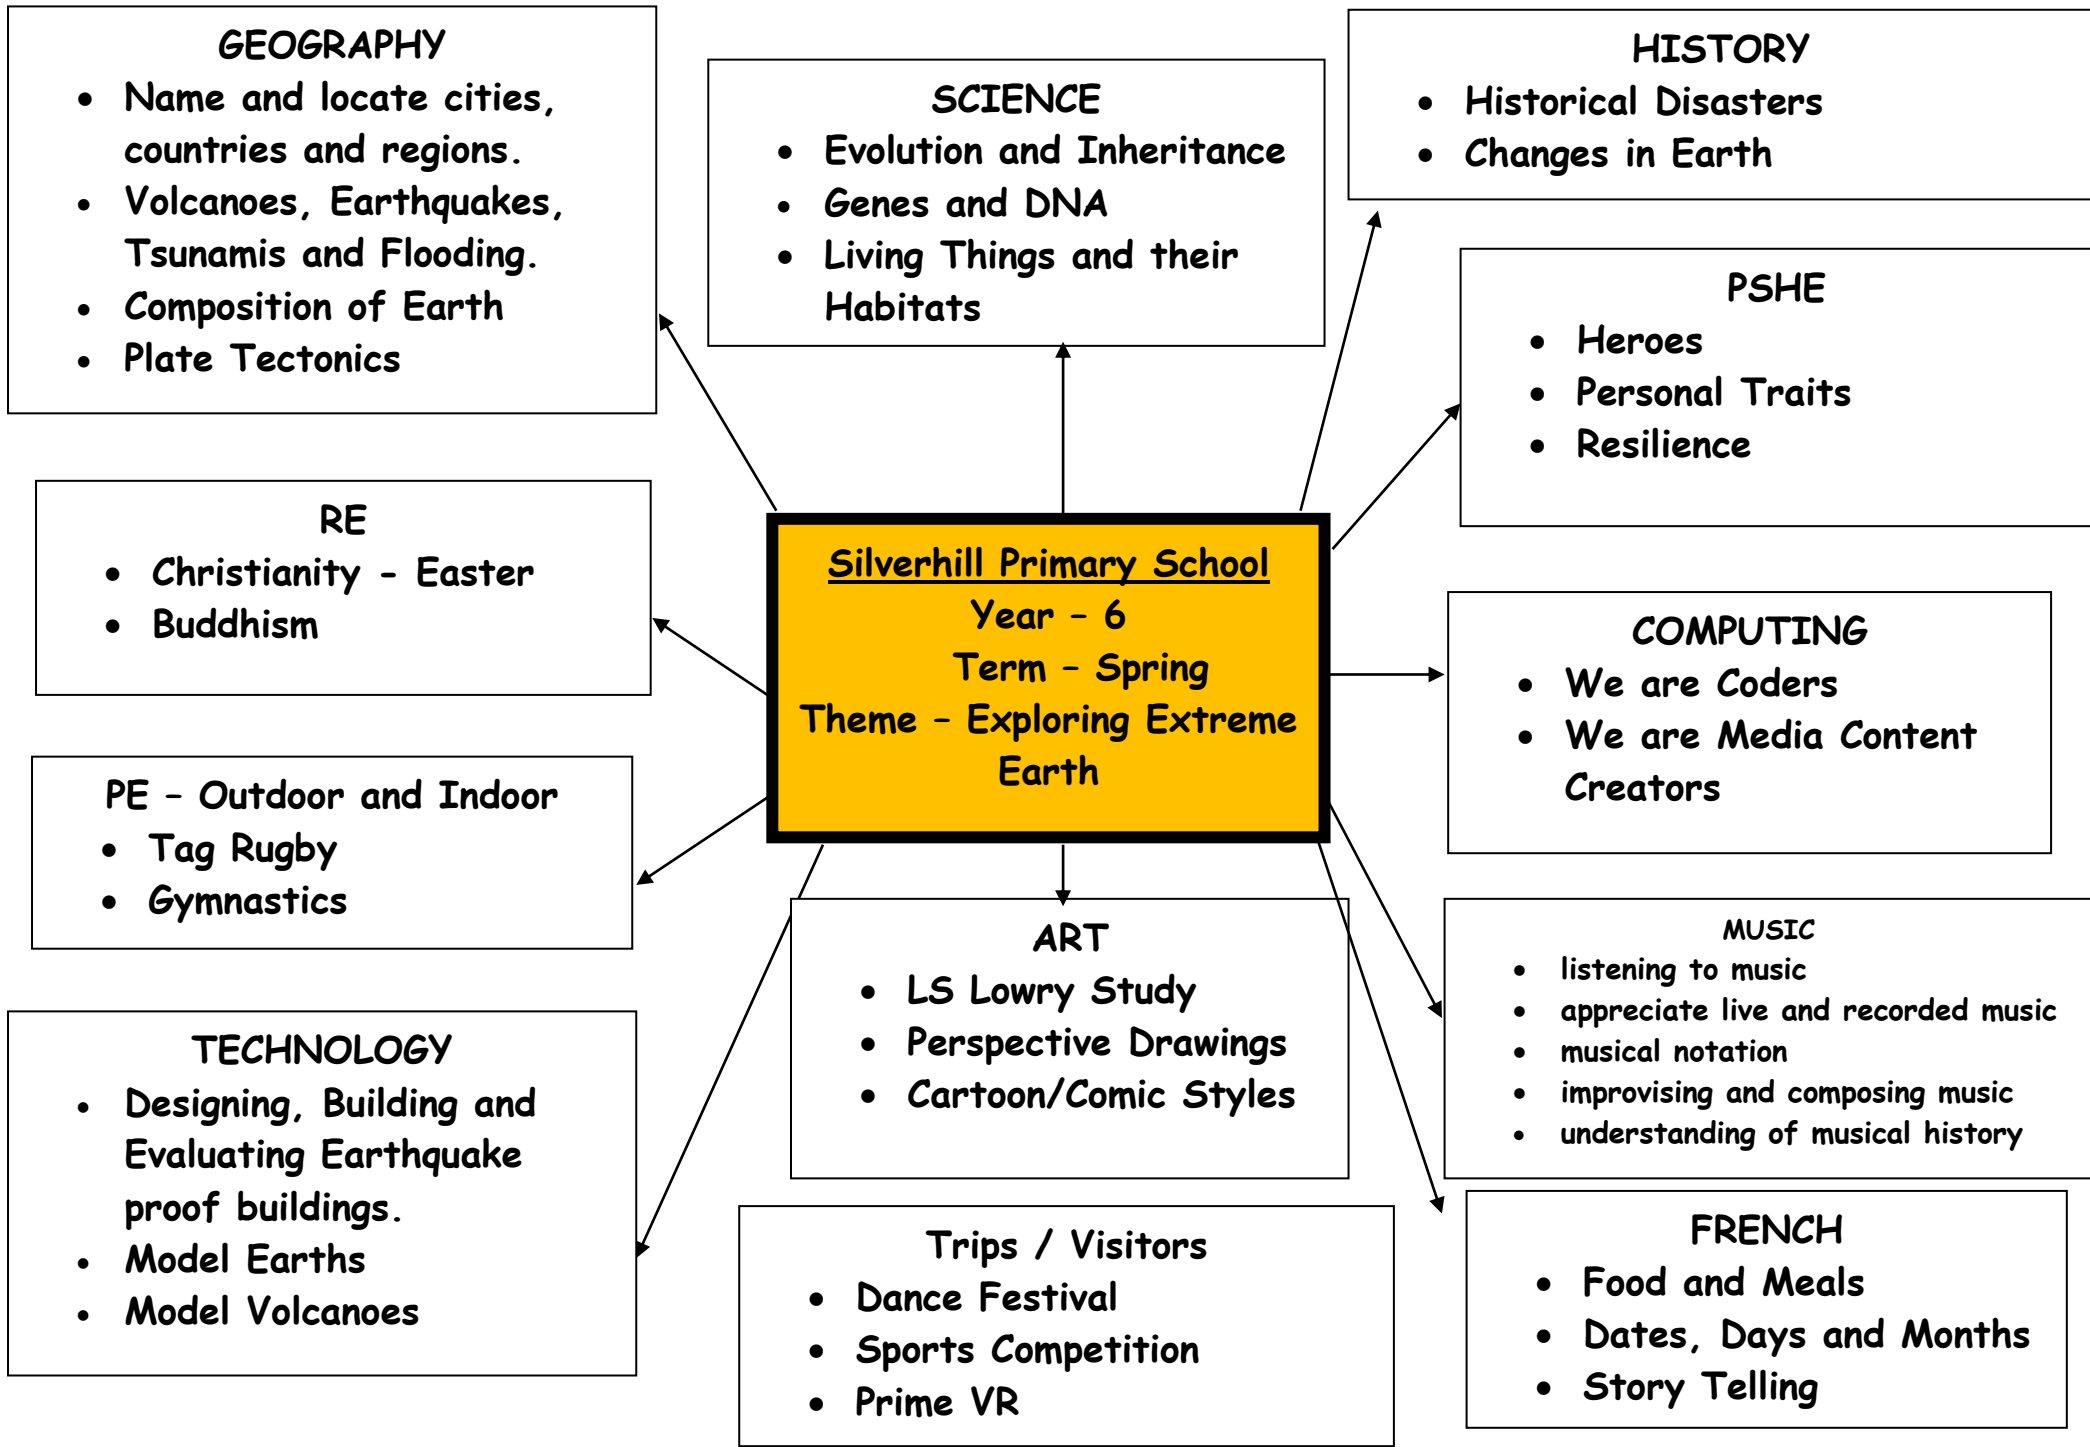 GEOGRAPHY
• Name and locate cities,
countries and regions.
• Volcanoes, Earthquakes,
Tsunamis and Flooding.
• Composition of Earth
• Plate Tectonics
SCIENCE
• Evolution and Inheritance
• Genes and DNA
• Living Things and their
Habitats
HISTORY
• Historical Disasters
• Changes in Earth
PSHE
• Heroes
• Personal Traits
• Resilience
RE
• Christianity - Easter
• Buddhism
Silverhill Primary School
Year – 6
Term – Spring
Theme – Exploring Extreme
Earth
COMPUTING
• We are Coders
• We are Media Content
Creators
PE – Outdoor and Indoor
• Tag Rugby
• Gymnastics
ART
• LS Lowry Study
• Perspective Drawings
• Cartoon/Comic Styles
MUSIC
• listening to music
• appreciate live and recorded music
• musical notation
• improvising and composing music
• understanding of musical history
TECHNOLOGY
• Designing, Building and
Evaluating Earthquake
proof buildings.
• Model Earths
• Model Volcanoes
Trips / Visitors
• Dance Festival
• Sports Competition
• Prime VR
FRENCH
• Food and Meals
• Dates, Days and Months
• Story Telling